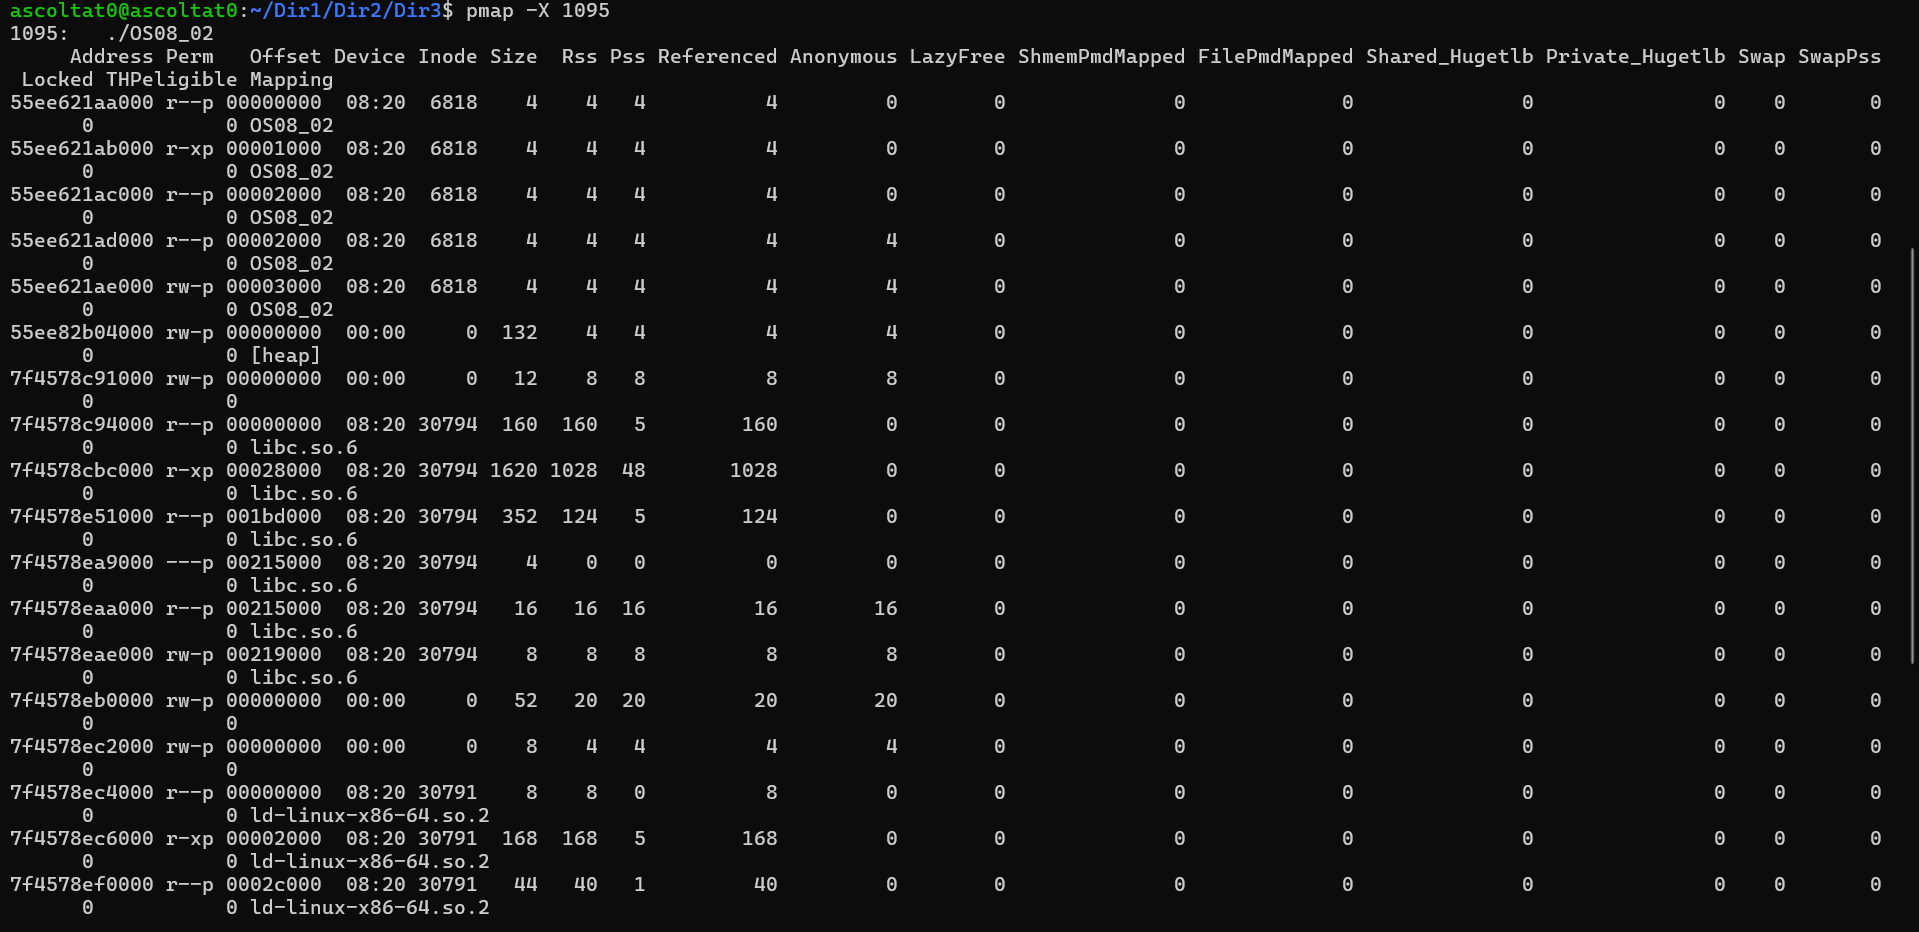 ascoltat0@ascoltat0:~/Dir1/Dir2/Dir3$ pmap -X 1095
1095:   ./OS08_02
     Address Perm   Offset Device Inode Size  Rss Pss Referenced Anonymous LazyFree ShmemPmdMapped FilePmdMapped Shared_Hugetlb Private_Hugetlb Swap SwapPss
 Locked THPeligible Mapping
55ee621aa000 r--p 00000000  08:20  6818    4    4   4          4         0        0              0             0              0               0    0       0
      0           0 OS08_02
55ee621ab000 r-xp 00001000  08:20  6818    4    4   4          4         0        0              0             0              0               0    0       0
      0           0 OS08_02
55ee621ac000 r--p 00002000  08:20  6818    4    4   4          4         0        0              0             0              0               0    0       0
      0           0 OS08_02
55ee621ad000 r--p 00002000  08:20  6818    4    4   4          4         4        0              0             0              0               0    0       0
      0           0 OS08_02
55ee621ae000 rw-p 00003000  08:20  6818    4    4   4          4         4        0              0             0              0               0    0       0
      0           0 OS08_02
55ee82b04000 rw-p 00000000  00:00     0  132    4   4          4         4        0              0             0              0               0    0       0
      0           0 [heap]
7f4578c91000 rw-p 00000000  00:00     0   12    8   8          8         8        0              0             0              0               0    0       0
      0           0
7f4578c94000 r--p 00000000  08:20 30794  160  160   5        160         0        0              0             0              0               0    0       0
      0           0 libc.so.6
7f4578cbc000 r-xp 00028000  08:20 30794 1620 1028  48       1028         0        0              0             0              0               0    0       0
      0           0 libc.so.6
7f4578e51000 r--p 001bd000  08:20 30794  352  124   5        124         0        0              0             0              0               0    0       0
      0           0 libc.so.6
7f4578ea9000 ---p 00215000  08:20 30794    4    0   0          0         0        0              0             0              0               0    0       0
      0           0 libc.so.6
7f4578eaa000 r--p 00215000  08:20 30794   16   16  16         16        16        0              0             0              0               0    0       0
      0           0 libc.so.6
7f4578eae000 rw-p 00219000  08:20 30794    8    8   8          8         8        0              0             0              0               0    0       0
      0           0 libc.so.6
7f4578eb0000 rw-p 00000000  00:00     0   52   20  20         20        20        0              0             0              0               0    0       0
      0           0
7f4578ec2000 rw-p 00000000  00:00     0    8    4   4          4         4        0              0             0              0               0    0       0
      0           0
7f4578ec4000 r--p 00000000  08:20 30791    8    8   0          8         0        0              0             0              0               0    0       0
      0           0 ld-linux-x86-64.so.2
7f4578ec6000 r-xp 00002000  08:20 30791  168  168   5        168         0        0              0             0              0               0    0       0
      0           0 ld-linux-x86-64.so.2
7f4578ef0000 r--p 0002c000  08:20 30791   44   40   1         40         0        0              0             0              0               0    0       0
      0           0 ld-linux-x86-64.so.2